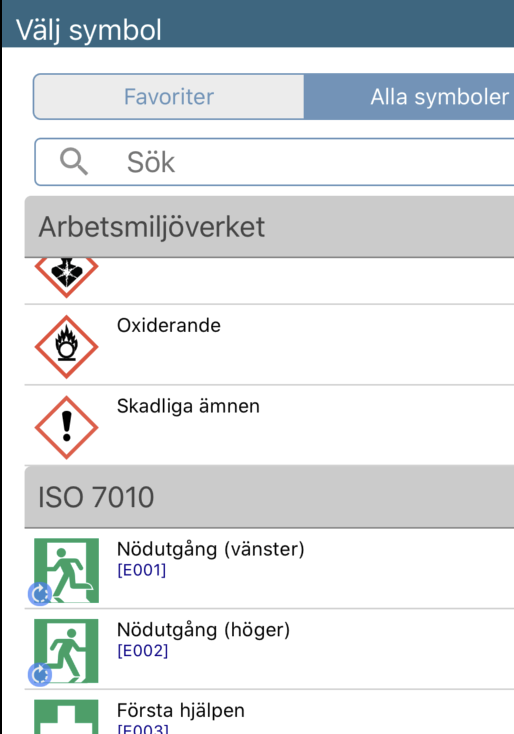 Välj symbol
Favoriter
Alla symboler
Sök
Arbetsmiljöverket
Oxiderande
Skadliga ämnen
ISO 7010
Nödutgång (vänster)
[E001]
Nödutgång (höger)
[E002]
Första hjälpen
[E003]